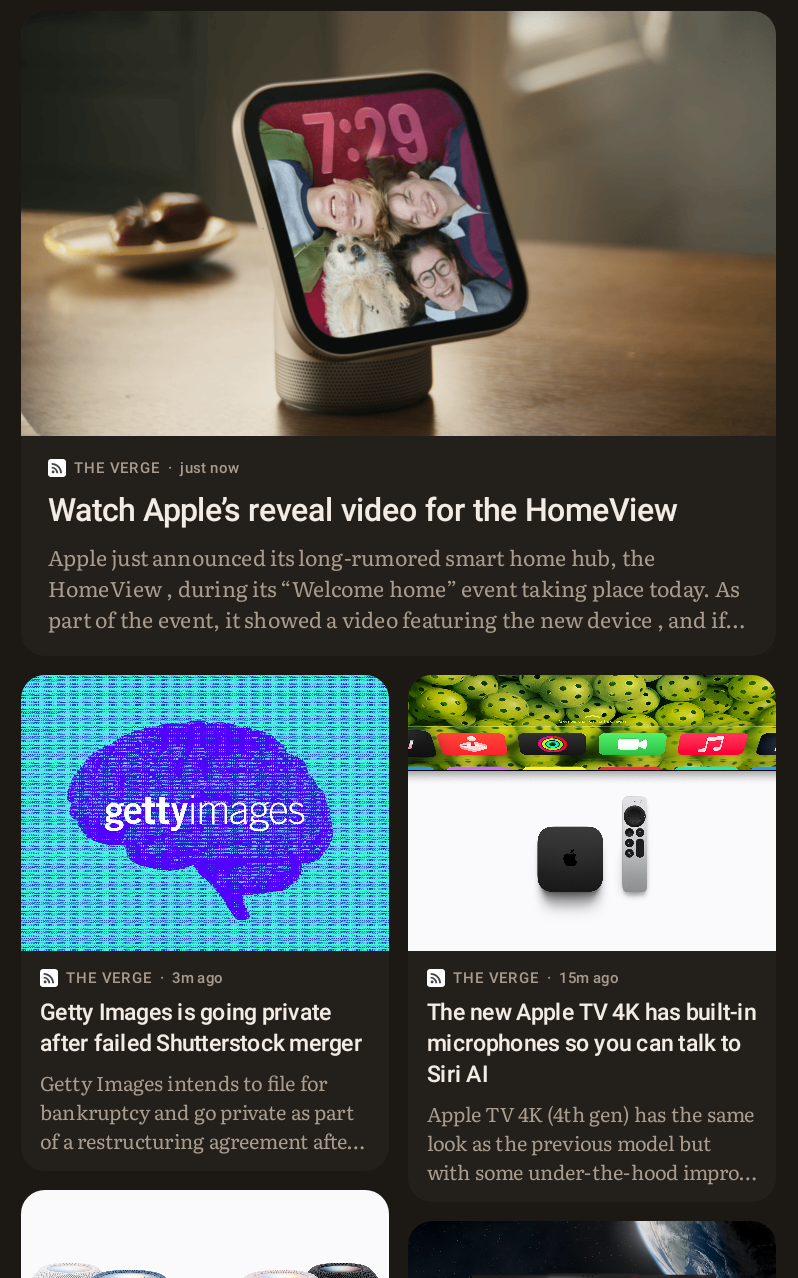 7:29
THE VERGE · just now
Watch Apple’s reveal video for the HomeView
Apple just announced its long-rumored smart home hub, the
HomeView , during its “Welcome home” event taking place today. As
part of the event, it showed a video featuring the new device , and if…
gettyimages
THE VERGE · 3m ago
Getty Images is going private
after failed Shutterstock merger
Getty Images intends to file for
bankruptcy and go private as part
of a restructuring agreement afte…
THE VERGE · 15m ago
The new Apple TV 4K has built-in
microphones so you can talk to
Siri AI
Apple TV 4K (4th gen) has the same
look as the previous model but
with some under-the-hood impro…